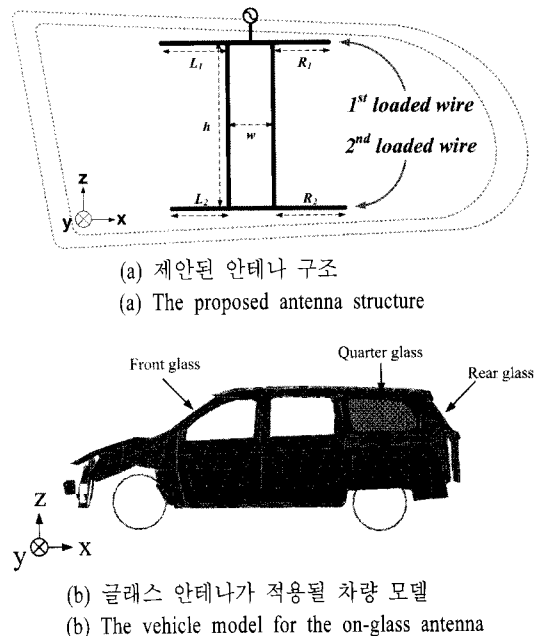 L1
R1
1st loaded wire
h
w
2nd loaded wire
L2
R2
z
y
x
(a) 제안된 안테나 구조
(a) The proposed antenna structure
Front glass
Quarter glass
Rear glass
z
y
x
(b) 글래스 안테나가 적용될 차량 모델
(b) The vehicle model for the on-glass antenna